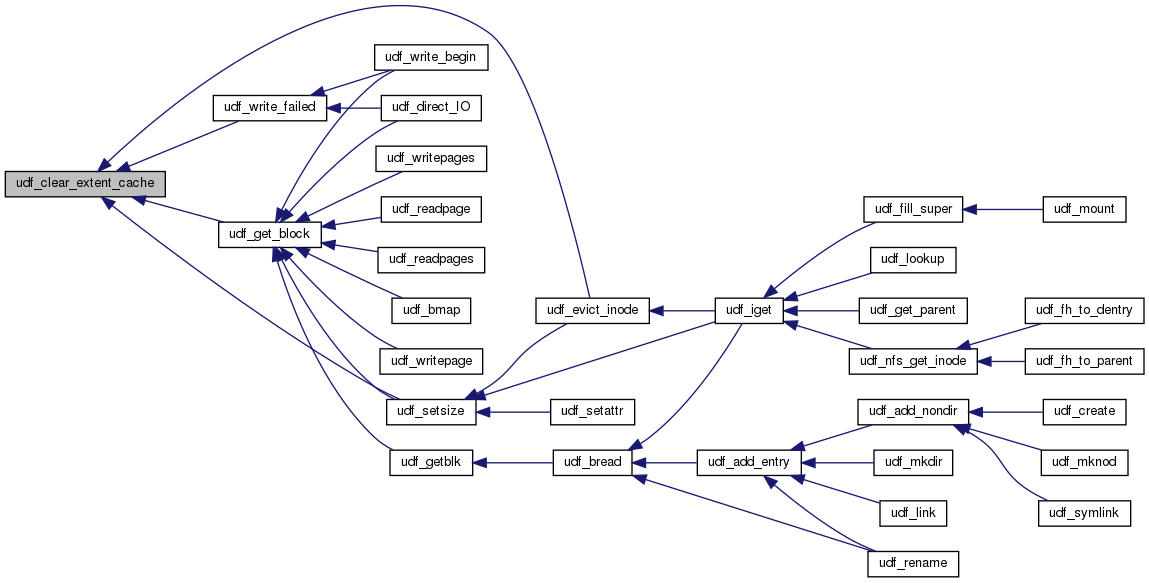 udf_clear_extent_cache
udf_write_failed
udf_get_block
udf_write_begin
udf_direct_IO
udf_writepages
udf_readpage
udf_readpages
udf_bmap
udf_writepage
udf_setsize
udf_getblk
udf_evict_inode
udf_setattr
udf_bread
udf_iget
udf_add_entry
udf_fill_super
udf_lookup
udf_get_parent
udf_nfs_get_inode
udf_add_nondir
udf_mkdir
udf_link
udf_rename
udf_mount
udf_fh_to_dentry
udf_fh_to_parent
udf_create
udf_mknod
udf_symlink